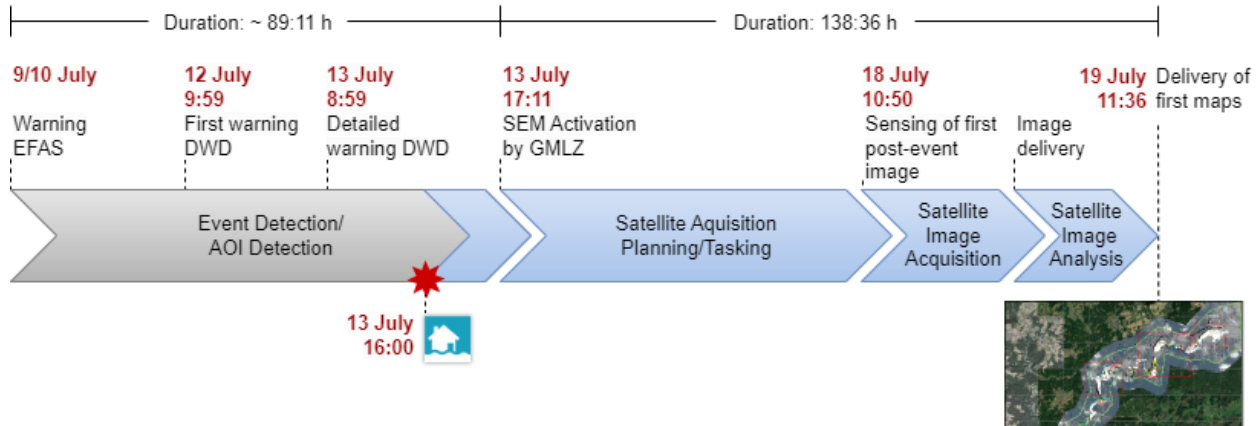 Duration: ~ 89:11 h
Duration: 138:36 h
9/10 July
Warning
EFAS
12 July
9:59
First warning
DWD
13 July
8:59
Detailed
warning DWD
13 July
17:11
SEM Activation
by GMLZ
18 July
10:50
Sensing of first
post-event
image
Image
delivery
19 July
11:36
Delivery of
first maps
Event Detection/
AOI Detection
Satellite Aquisition
Planning/Tasking
Satellite
Image
Acquisition
Satellite
Image
Analysis
13 July
16:00